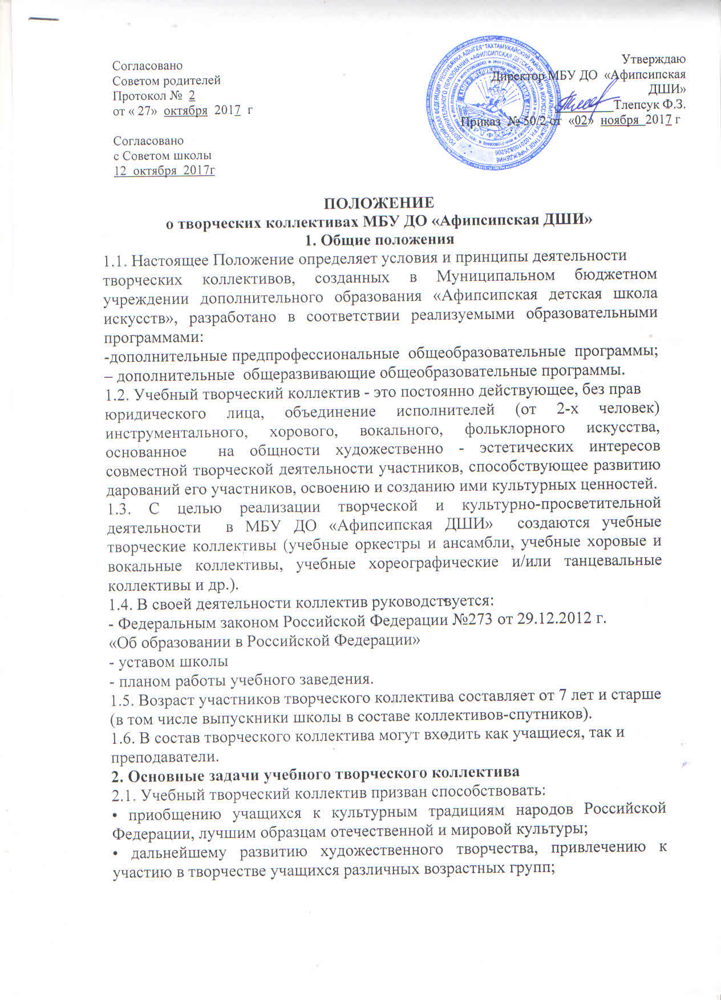 Согласовано
Советом родителей
Протокол № 2
от « 27» октября 2017 г
Согласовано
с Советом школы
12 октября 2017г
Утверждаю
Директор МБУ ДО «Афипсипская
ДШИ»
Тлепсук Ф.З.
Приказ № 50/2 от «02» ноября 2017 г
ПОЛОЖЕНИЕ
о творческих коллективах МБУ ДО «Афипсипская ДШИ»
1. Общие положения
1.1. Настоящее Положение определяет условия и принципы деятельности
творческих коллективов, созданных в Муниципальном бюджетном
учреждении дополнительного образования «Афипсипская детская школа
искусств», разработано в соответствии реализуемыми образовательными
программами:
-дополнительные предпрофессиональные общеобразовательные программы;
– дополнительные общеразвивающие общеобразовательные программы.
1.2. Учебный творческий коллектив - это постоянно действующее, без прав
юридического лица, объединение исполнителей (от 2-х человек)
инструментального, хорового, вокального, фольклорного искусства,
основанное на общности художественно - эстетических интересов
совместной творческой деятельности участников, способствующее развитию
дарований его участников, освоению и созданию ими культурных ценностей.
1.3. С целью реализации творческой и культурно-просветительной
деятельности в МБУ ДО «Афипсипская ДШИ» создаются учебные
творческие коллективы (учебные оркестры и ансамбли, учебные хоровые и
вокальные коллективы, учебные хореографические и/или танцевальные
коллективы и др.).
1.4. В своей деятельности коллектив руководствуется:
- Федеральным законом Российской Федерации №273 от 29.12.2012 г.
«Об образовании в Российской Федерации»
- уставом школы
- планом работы учебного заведения.
1.5. Возраст участников творческого коллектива составляет от 7 лет и старше
(в том числе выпускники школы в составе коллективов-спутников).
1.6. В состав творческого коллектива могут входить как учащиеся, так и
преподаватели.
2. Основные задачи учебного творческого коллектива
2.1. Учебный творческий коллектив призван способствовать:
• приобщению учащихся к культурным традициям народов Российской
Федерации, лучшим образцам отечественной и мировой культуры;
• дальнейшему развитию художественного творчества, привлечению к
участию в творчестве учащихся различных возрастных групп;